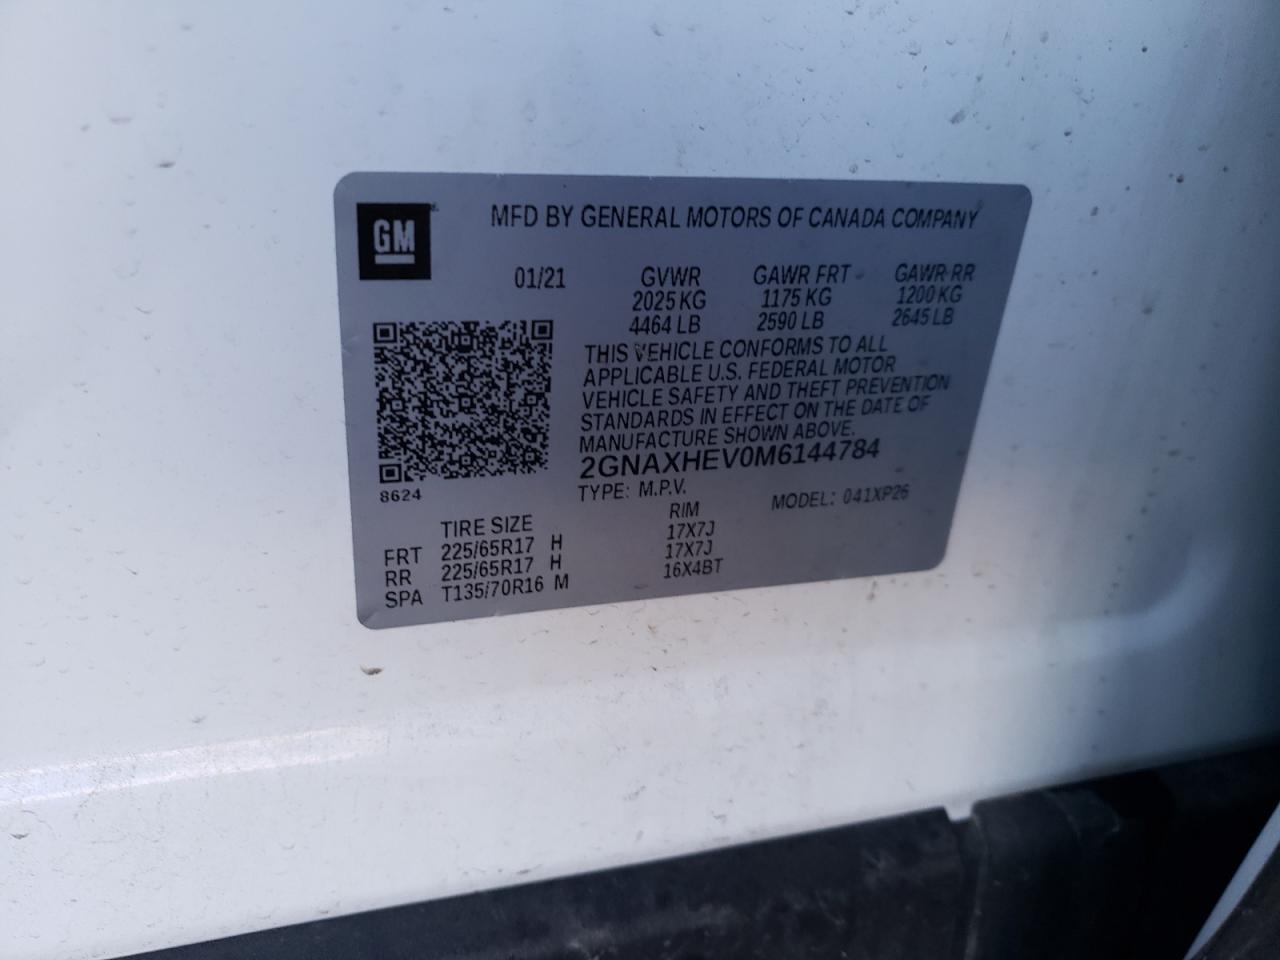 GM
MFD BY GENERAL MOTORS OF CANADA COMPANY
01/21 GVWR GAWR FRT GAWR RR
2025 KG 1175 KG 1200 KG
4464 LB 2590 LB 2645 LB
THIS VEHICLE CONFORMS TO ALL
APPLICABLE U.S. FEDERAL MOTOR
VEHICLE SAFETY AND THEFT PREVENTION
STANDARDS IN EFFECT ON THE DATE OF
MANUFACTURE SHOWN ABOVE.
2GNAXHEV0M6144784
8624
TYPE: M.P.V. MODEL: 041XP26
TIRE SIZE RIM
FRT 225/65R17 H 17X7J
RR 225/65R17 H 17X7J
SPA T135/70R16 M 16X4BT